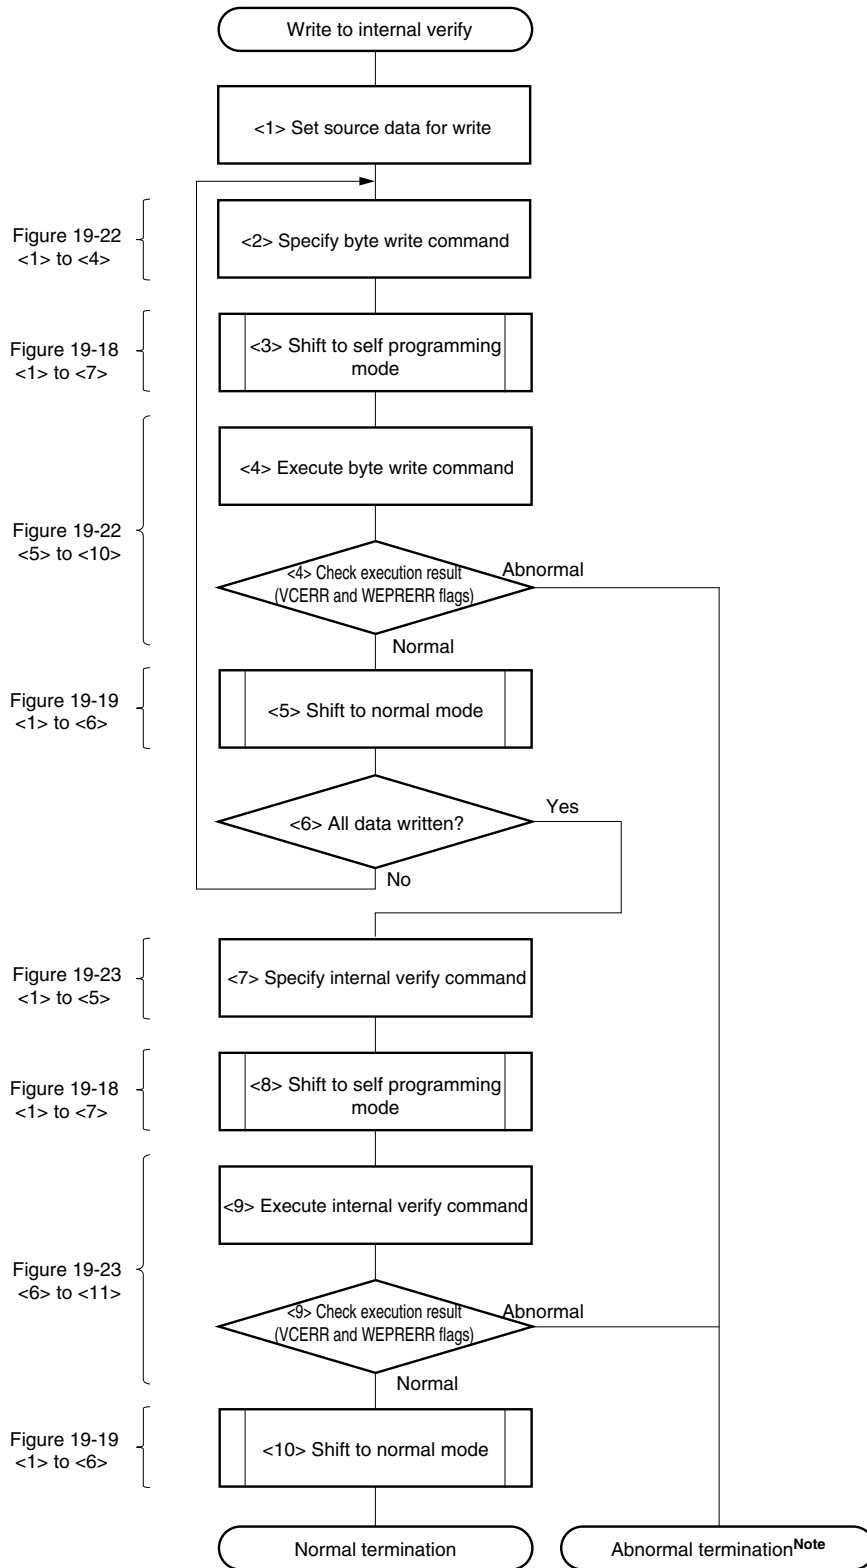 Write to internal verify
<1> Set source data for write
Figure 19-22
<1> to <4>
<2> Specify byte write command
Figure 19-18
<1> to <7>
<3> Shift to self programming
mode
<4> Execute byte write command
Figure 19-22
<5> to <10>
<4> Check execution result
(VCERR and WEPRERR flags)
Abnormal
Normal
Figure 19-19
<1> to <6>
<5> Shift to normal mode
<6> All data written?
Yes
No
Figure 19-23
<1> to <5>
<7> Specify internal verify command
Figure 19-18
<1> to <7>
<8> Shift to self programming
mode
<9> Execute internal verify command
Figure 19-23
<6> to <11>
<9> Check execution result
(VCERR and WEPRERR flags)
Abnormal
Normal
Figure 19-19
<1> to <6>
<10> Shift to normal mode
Normal termination
Abnormal termination Note